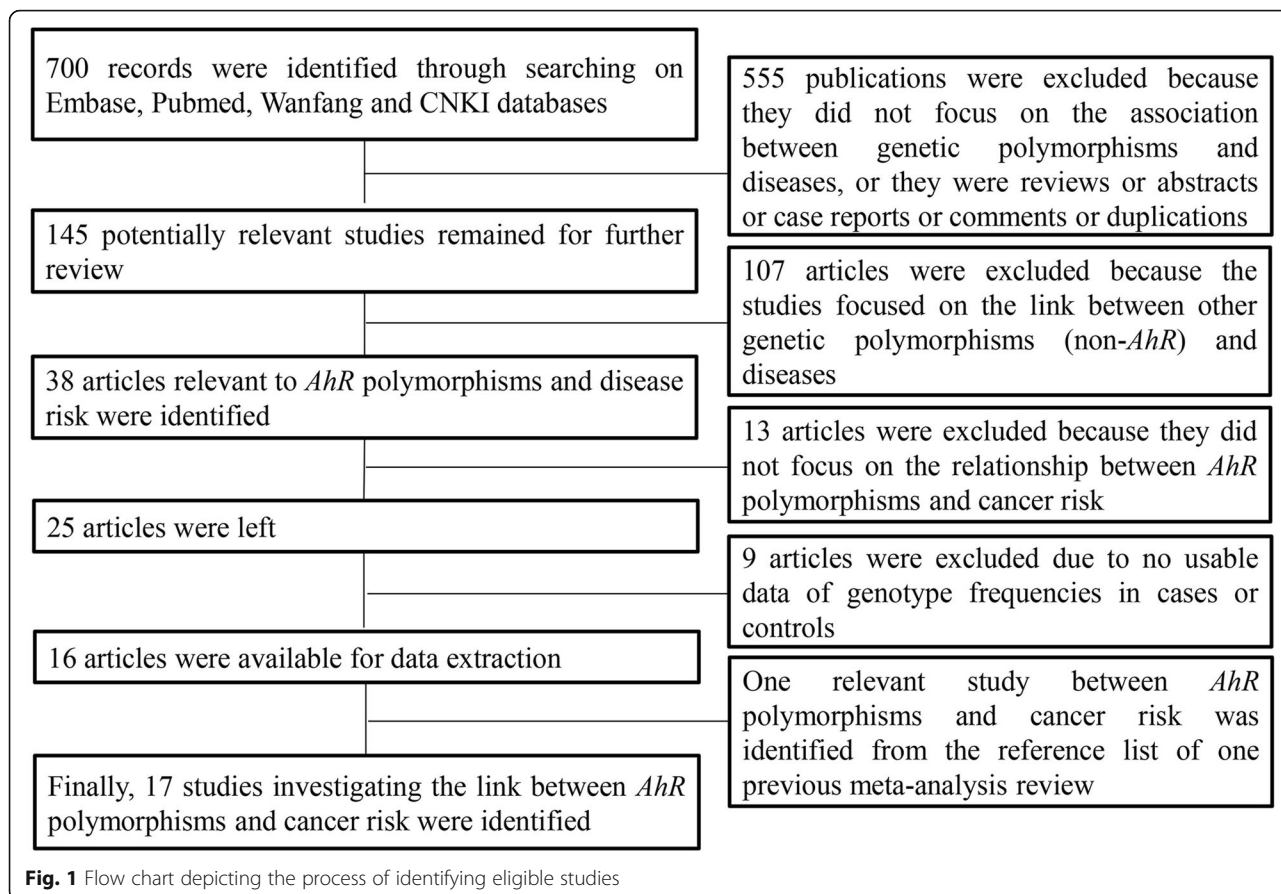 700 records were identified through searching on
Embase, Pubmed, Wanfang and CNKI databases
555 publications were excluded because
they did not focus on the association
between genetic polymorphisms and
diseases, or they were reviews or abstracts
or case reports or comments or duplications
145 potentially relevant studies remained for further
review
107 articles were excluded because the
studies focused on the link between other
genetic polymorphisms (non-AhR) and
diseases
38 articles relevant to AhR polymorphisms and disease
risk were identified
13 articles were excluded because they did
not focus on the relationship between AhR
polymorphisms and cancer risk
25 articles were left
9 articles were excluded due to no usable
data of genotype frequencies in cases or
controls
16 articles were available for data extraction
One relevant study between AhR
polymorphisms and cancer risk was
identified from the reference list of one
previous meta-analysis review
Finally, 17 studies investigating the link between AhR
polymorphisms and cancer risk were identified
Fig. 1 Flow chart depicting the process of identifying eligible studies